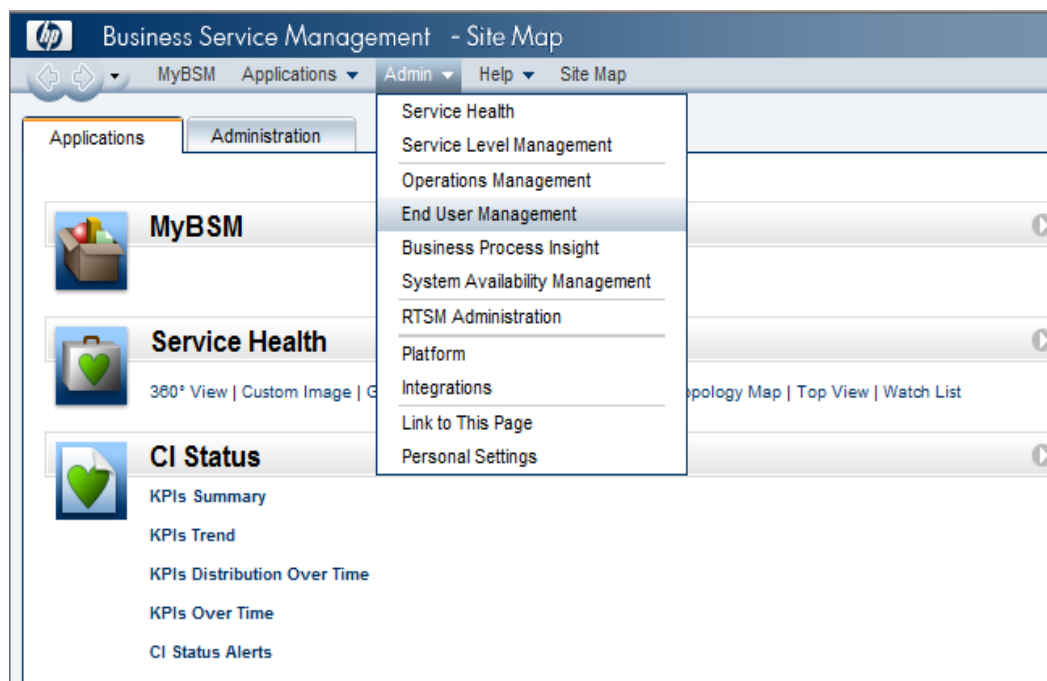 hp Business Service Management - Site Map
MyBSM Applications Admin Help Site Map
Applications Administration
Service Health
Service Level Management
Operations Management
End User Management
Business Process Insight
System Availability Management
RTSM Administration
Platform
Integrations
Link to This Page
Personal Settings
MyBSM
Service Health
360° View | Custom Image | Topology Map | Top View | Watch List
CI Status
KPIs Summary
KPIs Trend
KPIs Distribution Over Time
KPIs Over Time
CI Status Alerts